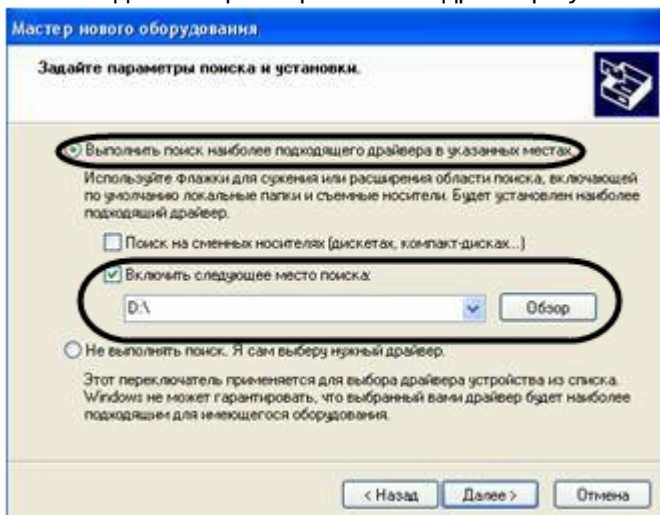 Мастер нового оборудования
Задайте параметры поиска и установки.
Выполнить поиск наиболее подходящего драйвера в указанных местах.
Используйте флажки для сужения или расширения области поиска, включающей
по умолчанию локальные папки и съемные носители. Будет установлен наиболее
подходящий драйвер.
Поиск на сменных носителях (дискетах, компакт-дисках...)
Включить следующее место поиска:
D:\
Обзор
Не выполнять поиск. Я сам выберу нужный драйвер.
Этот переключатель применяется для выбора драйвера устройства из списка.
Windows не может гарантировать, что выбранный вами драйвер будет наиболее
подходящим для имеющегося оборудования.
< Назад Далее > Отмена